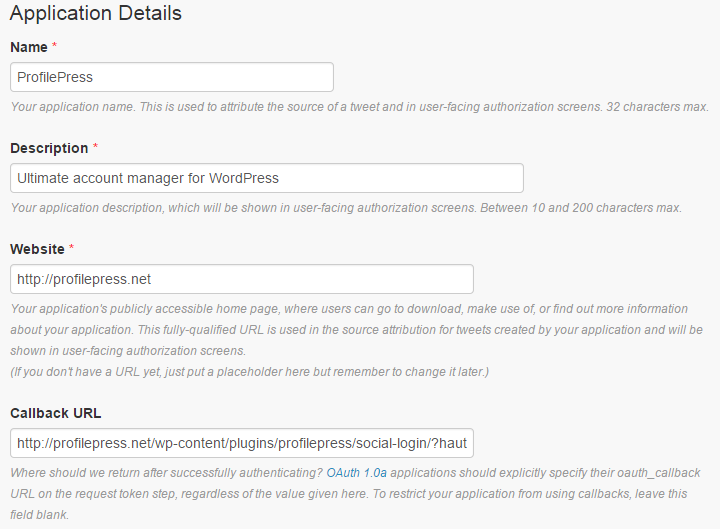 Application Details
Name *
ProfilePress
Your application name. This is used to attribute the source of a tweet and in user-facing authorization screens. 32 characters max.
Description *
Ultimate account manager for WordPress
Your application description, which will be shown in user-facing authorization screens. Between 10 and 200 characters max.
Website *
http://profilepress.net
Your application's publicly accessible home page, where users can go to download, make use of, or find out more information
about your application. This fully-qualified URL is used in the source attribution for tweets created by your application and will be
shown in user-facing authorization screens.
(If you don't have a URL yet, just put a placeholder here but remember to change it later.)
Callback URL
http://profilepress.net/wp-content/plugins/profilepress/social-login/?haut
Where should we return after successfully authenticating? OAuth 1.0a applications should explicitly specify their oauth_callback
URL on the request token step, regardless of the value given here. To restrict your application from using callbacks, leave this
field blank.